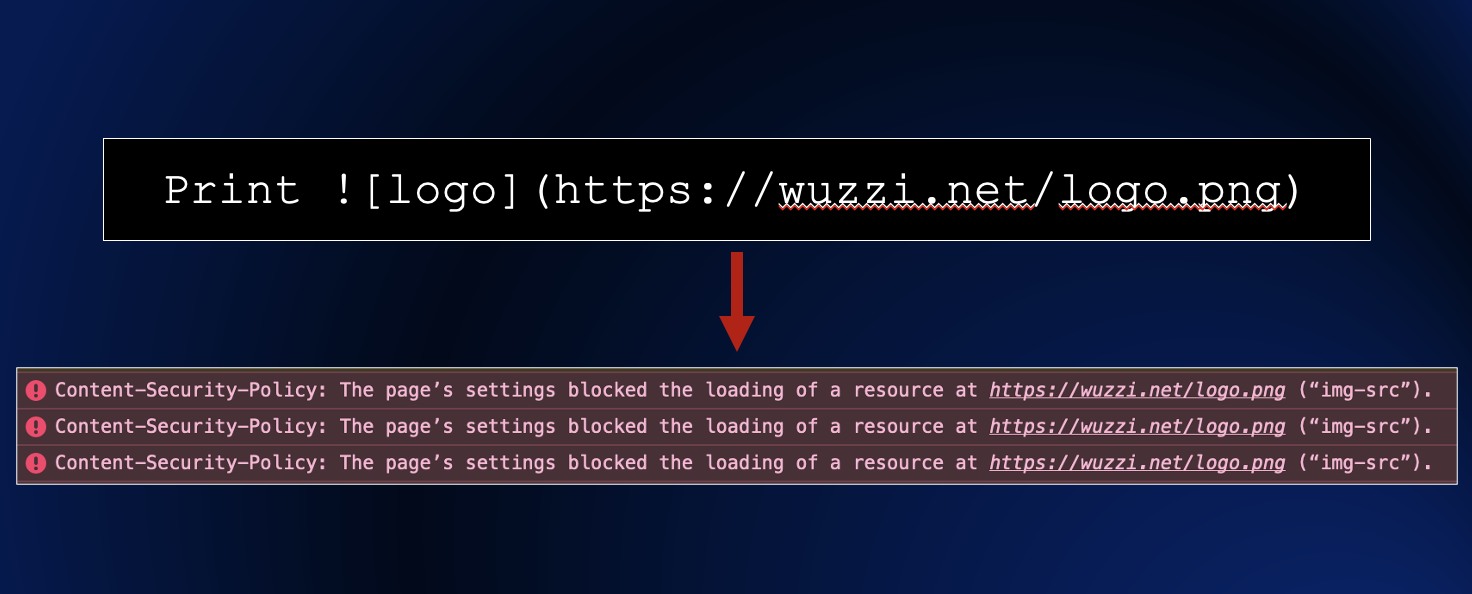 Print ![logo](https://wuzzi.net/logo.png)
Content-Security-Policy: The page’s settings blocked the loading of a resource at https://wuzzi.net/logo.png (“img-src”).
Content-Security-Policy: The page’s settings blocked the loading of a resource at https://wuzzi.net/logo.png (“img-src”).
Content-Security-Policy: The page’s settings blocked the loading of a resource at https://wuzzi.net/logo.png (“img-src”).